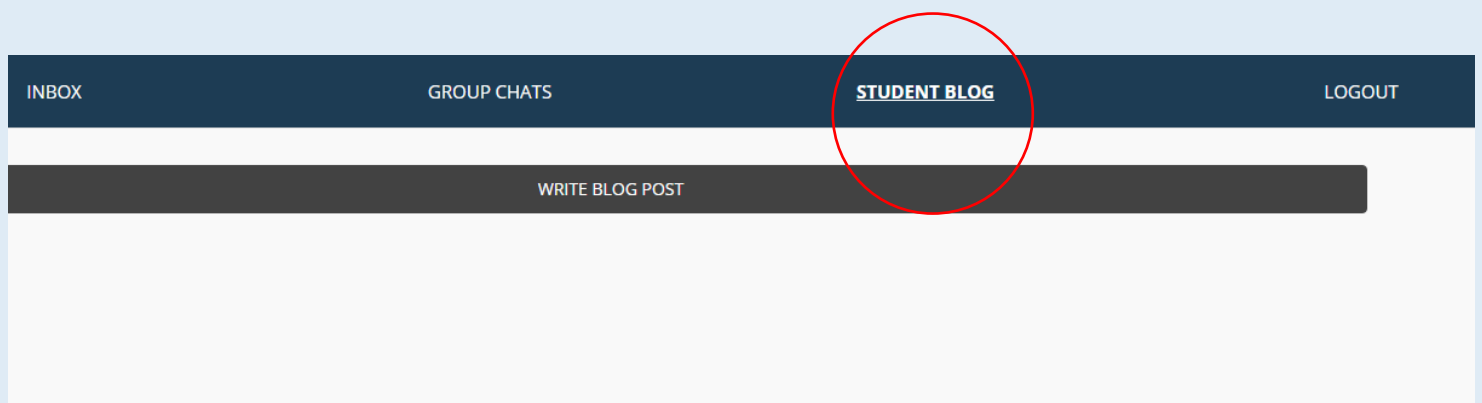 INBOX GROUP CHATS STUDENT BLOG LOGOUT
WRITE BLOG POST